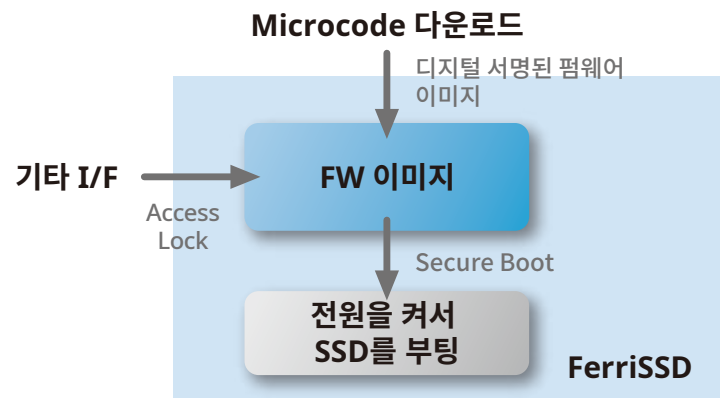 Microcode 다운로드
디지털 서명된 펌웨어
이미지
기타 I/F
FW 이미지
Access
Lock
Secure Boot
전원을 켜서
SSD를 부팅
FerriSSD